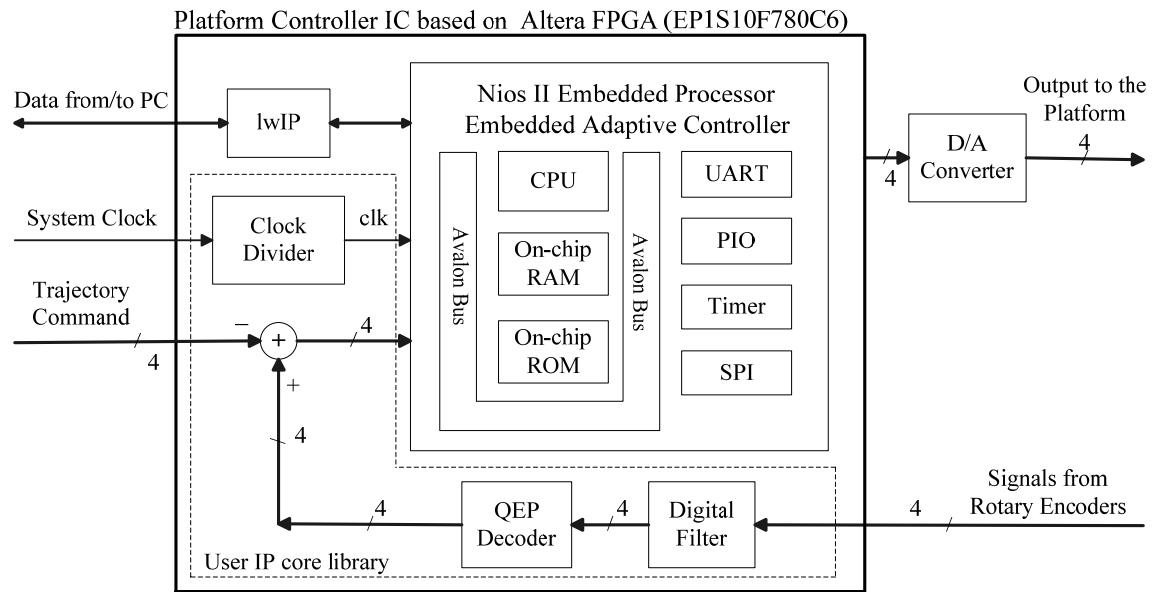 Platform Controller IC based on Altera FPGA (EP1S10F780C6)
Data from/to PC
lwIP
Nios II Embedded Processor
Embedded Adaptive Controller
Output to the
Platform
4
D/A
Converter
4
Avalon Bus
CPU
On-chip
RAM
On-chip
ROM
Avalon Bus
UART
PIO
Timer
SPI
System Clock
Clock
Divider
clk
Trajectory
Command
4
−
+
4
+
4
4
QEP
Decoder
4
Digital
Filter
4
Signals from
Rotary Encoders
User IP core library